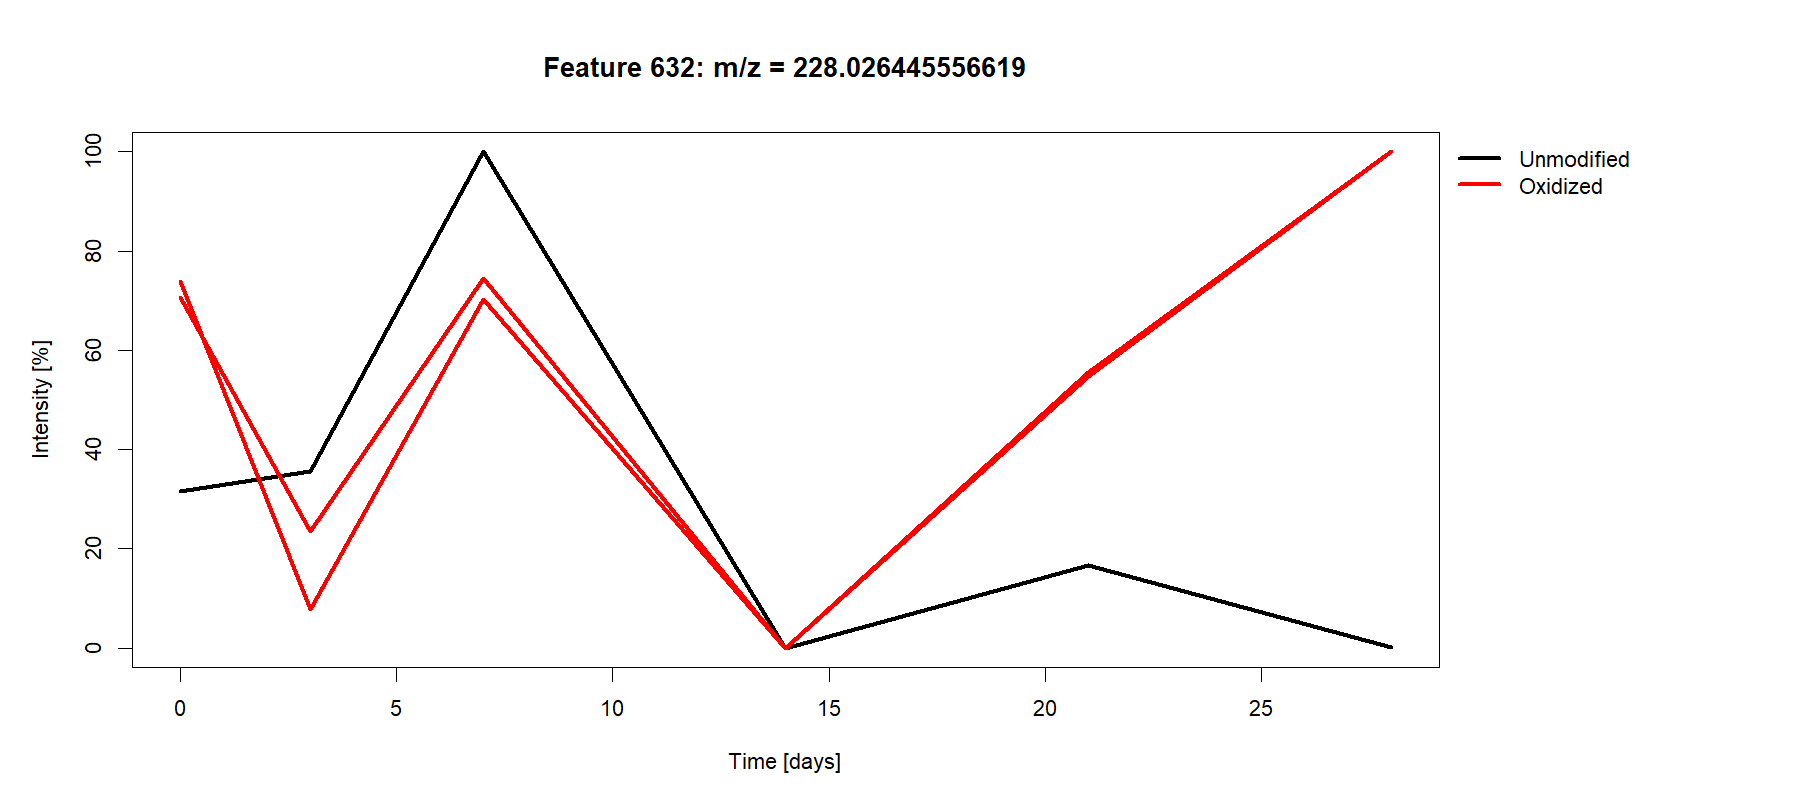 Feature 632: m/z = 228.026445556619
Unmodified
Oxidized
Intensity [%]
100
80
60
40
20
0
0 5 10 15 20 25
Time [days]